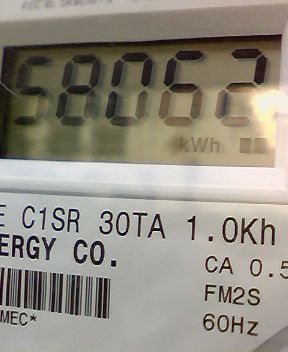 58062
kWh
E C1SR 30TA 1.0Kh
ERGY CO.
CA 0.5
FM2S
MEC*
60Hz